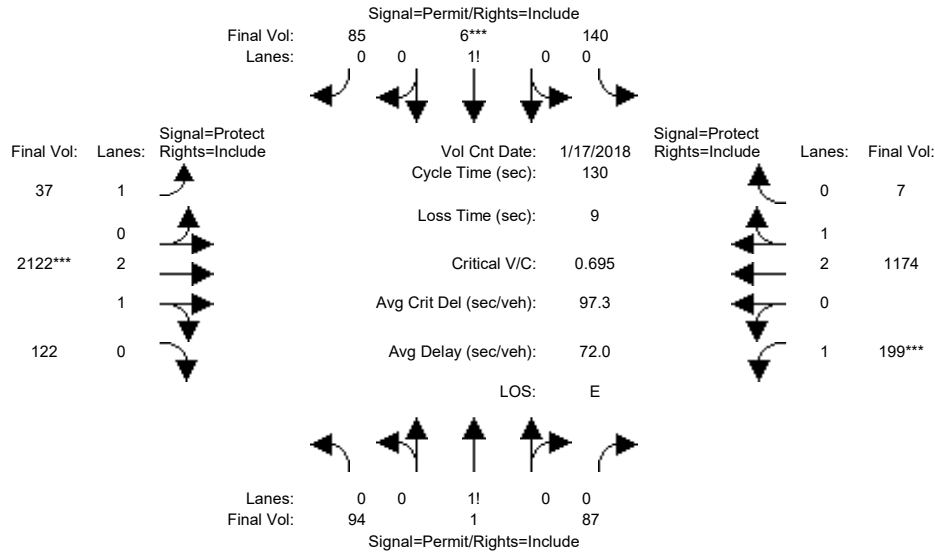 Signal=Permit/Rights=Include
Final Vol: 85 6*** 140
Lanes: 0 0 1! 0 0
Signal=Protect Signal=Protect
Final Vol: Lanes: Rights=Include Vol Cnt Date: 1/17/2018 Rights=Include Lanes: Final Vol:
Cycle Time (sec): 130
37 1 0 7
Loss Time (sec): 9
0 1
2122*** 2 Critical V/C: 0.695 2 1174
1 Avg Crit Del (sec/veh): 97.3 0
122 0 Avg Delay (sec/veh): 72.0 1 199***
LOS: E
Lanes: 0 0 1! 0 0
Final Vol: 94 1 87
Signal=Permit/Rights=Include